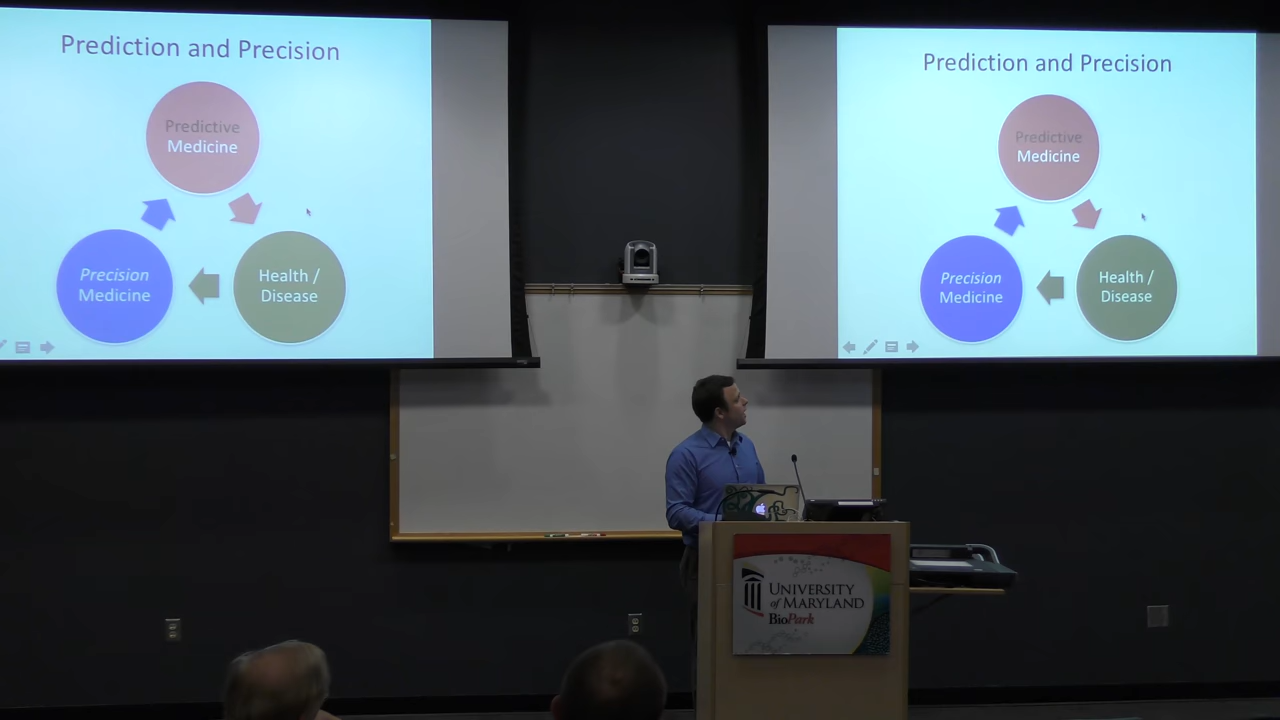 Prediction and Precision
Predictive
Medicine
Precision
Medicine
Health /
Disease
Prediction and Precision
Predictive
Medicine
Precision
Medicine
Health /
Disease
UNIVERSITY
of MARYLAND
BioPark